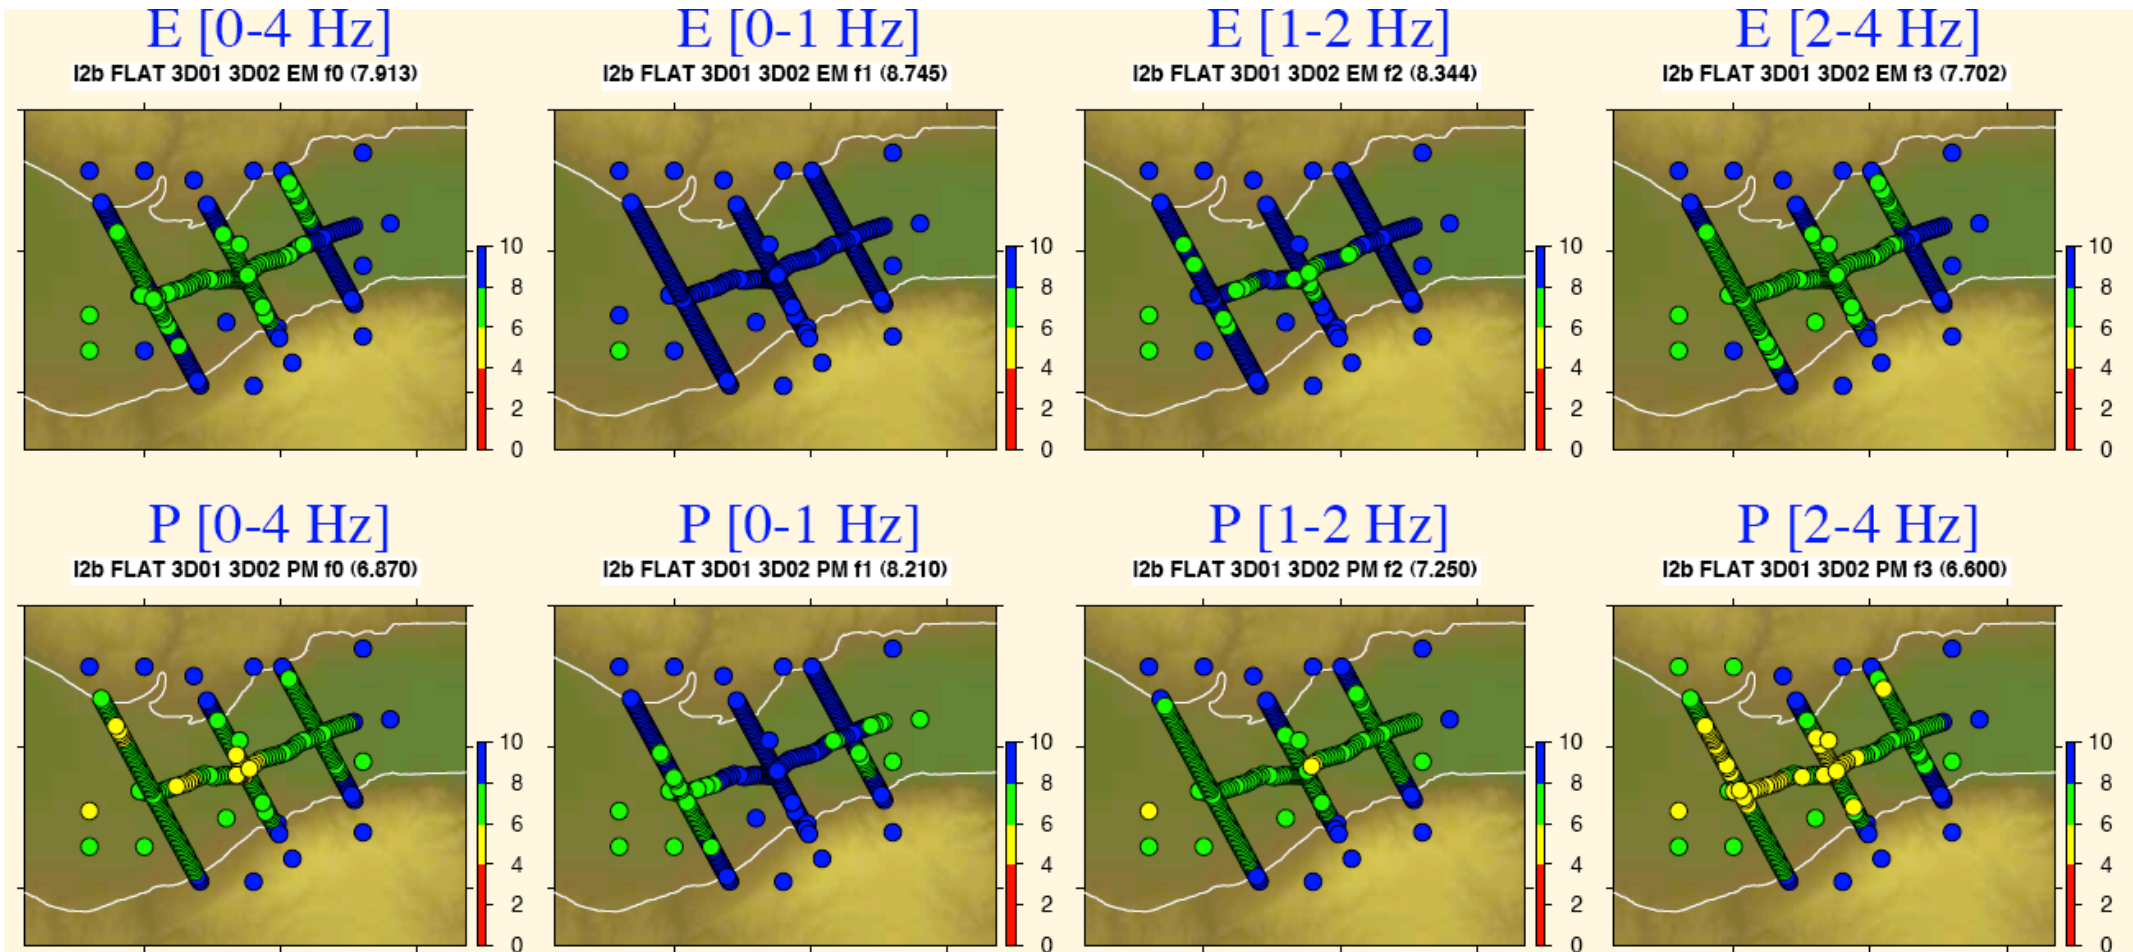 E [0-4 Hz]
E [0-1 Hz]
E [1-2 Hz]
E [2-4 Hz]
I2b FLAT 3D01 3D02 EM f0 (7.913)
I2b FLAT 3D01 3D02 EM f1 (8.745)
I2b FLAT 3D01 3D02 EM f2 (8.344)
I2b FLAT 3D01 3D02 EM f3 (7.702)
10 10 10 10
8 8 8 8
6 6 6 6
4 4 4 4
2 2 2 2
0 0 0 0
P [0-4 Hz]
P [0-1 Hz]
P [1-2 Hz]
P [2-4 Hz]
I2b FLAT 3D01 3D02 PM f0 (6.870)
I2b FLAT 3D01 3D02 PM f1 (8.210)
I2b FLAT 3D01 3D02 PM f2 (7.250)
I2b FLAT 3D01 3D02 PM f3 (6.600)
10 10 10 10
8 8 8 8
6 6 6 6
4 4 4 4
2 2 2 2
0 0 0 0